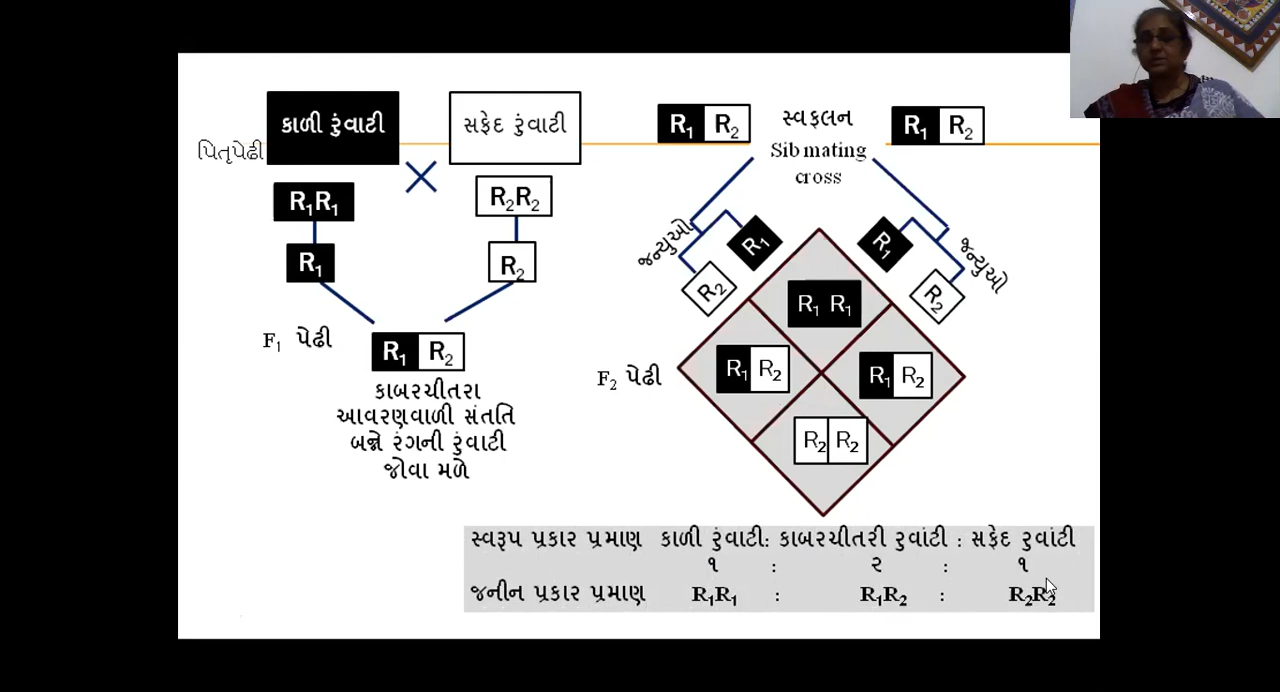 કાળી રુંવાટી
સફેદ રુંવાટી
પિતૃપેઢી
R₁R₁
R₂R₂
R₁
R₂
F₁ પેઢી
R₁ R₂
કાબરચીતરા
આવરણવાળી સંતતિ
બન્ને રંગની રુંવાટી
જોવા મળે
R₁ R₂
સ્વફલન
R₁ R₂
Sib mating
cross
જન્યુઓ
R₁
R₂
R₁
R₂
જન્યુઓ
F₂ પેઢી
R₁ R₁
R₁ R₂
R₁ R₂
R₂ R₂
સ્વરૂપ પ્રકાર પ્રમાણ કાળી રુંવાટી: કાબરચીતરી રુવાંટી : સફેદ રુવાંટી
૧ : ૨ : ૧
જનીન પ્રકાર પ્રમાણ R₁R₁ : R₁R₂ : R₂R₂